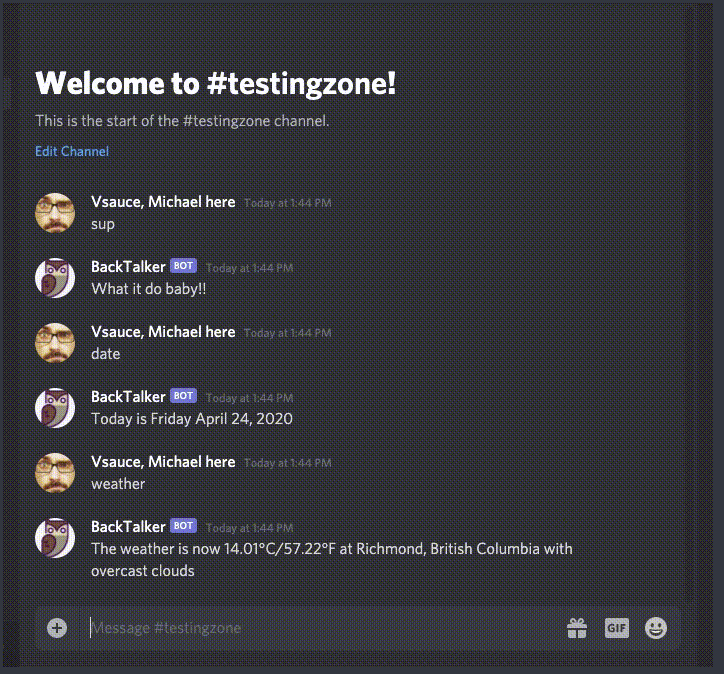 Welcome to #testingzone!
This is the start of the #testingzone channel.
Edit Channel
Vsauce, Michael here Today at 1:44 PM
sup
BackTalker BOT Today at 1:44 PM
What it do baby!!
Vsauce, Michael here Today at 1:44 PM
date
BackTalker BOT Today at 1:44 PM
Today is Friday April 24, 2020
Vsauce, Michael here Today at 1:44 PM
weather
BackTalker BOT Today at 1:44 PM
The weather is now 14.01°C/57.22°F at Richmond, British Columbia with
overcast clouds
Message #testingzone GIF